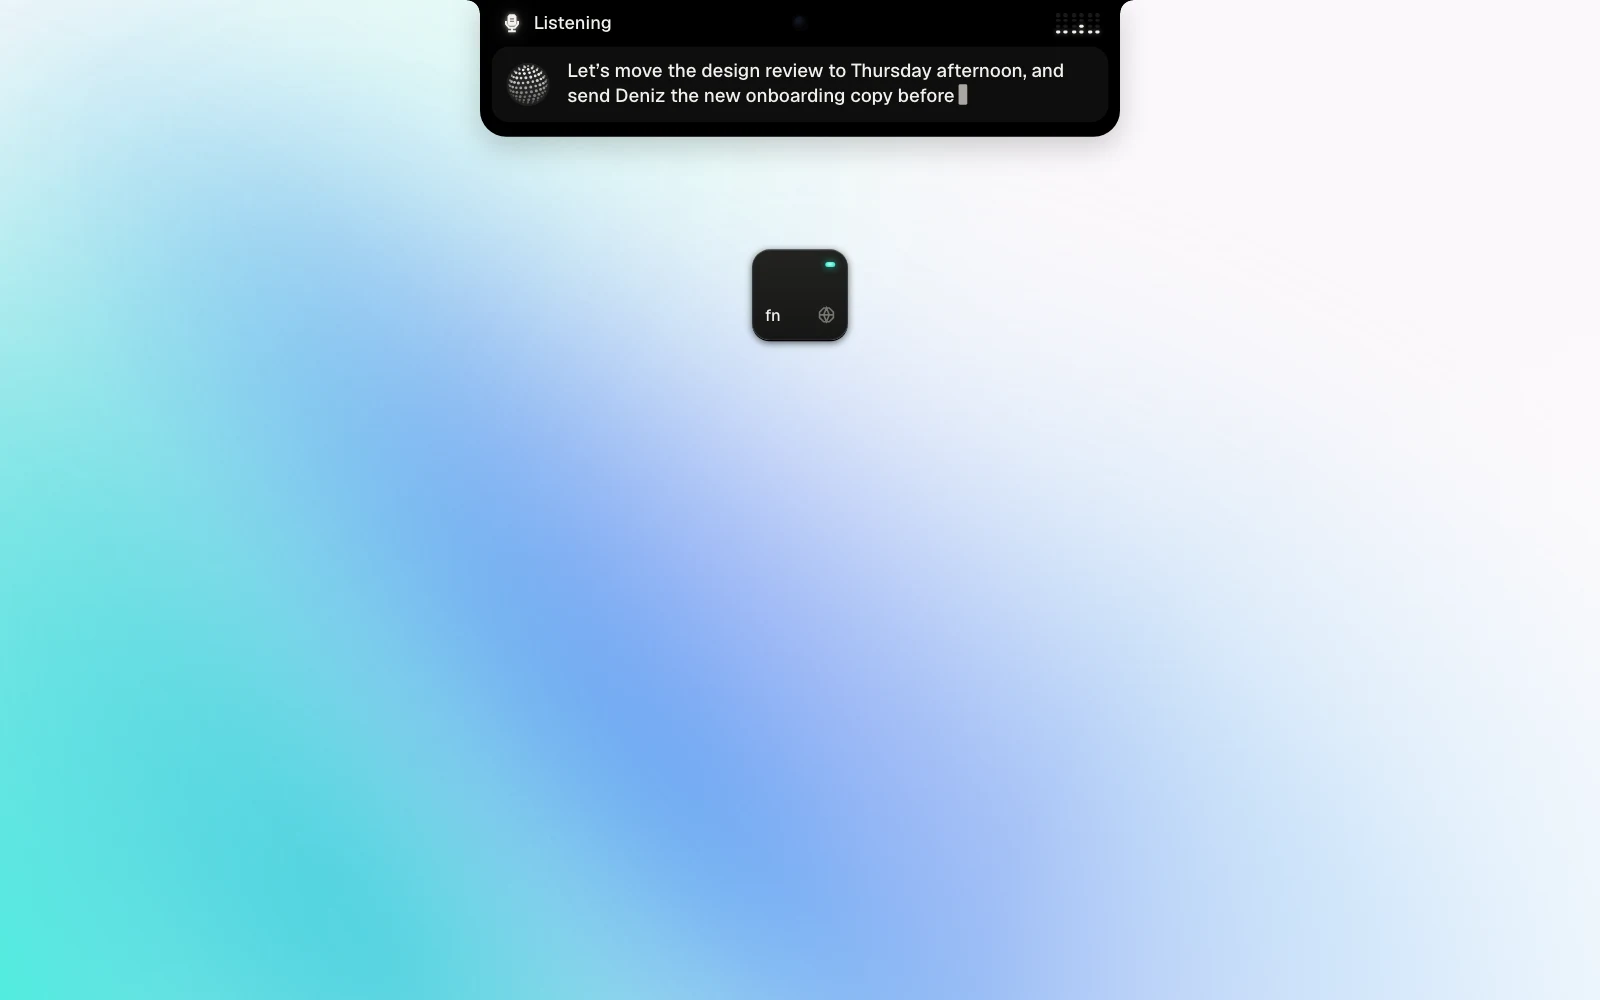 Listening
Let’s move the design review to Thursday afternoon, and
send Deniz the new onboarding copy before
fn